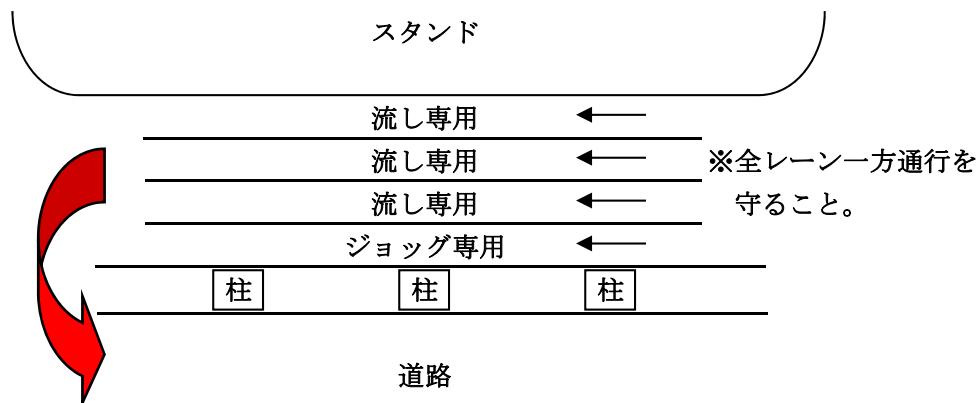 スタンド
流し専用
流し専用
※全レーン一方通行を
流し専用
守ること。
ジョッグ専用
柱
柱
柱
道路